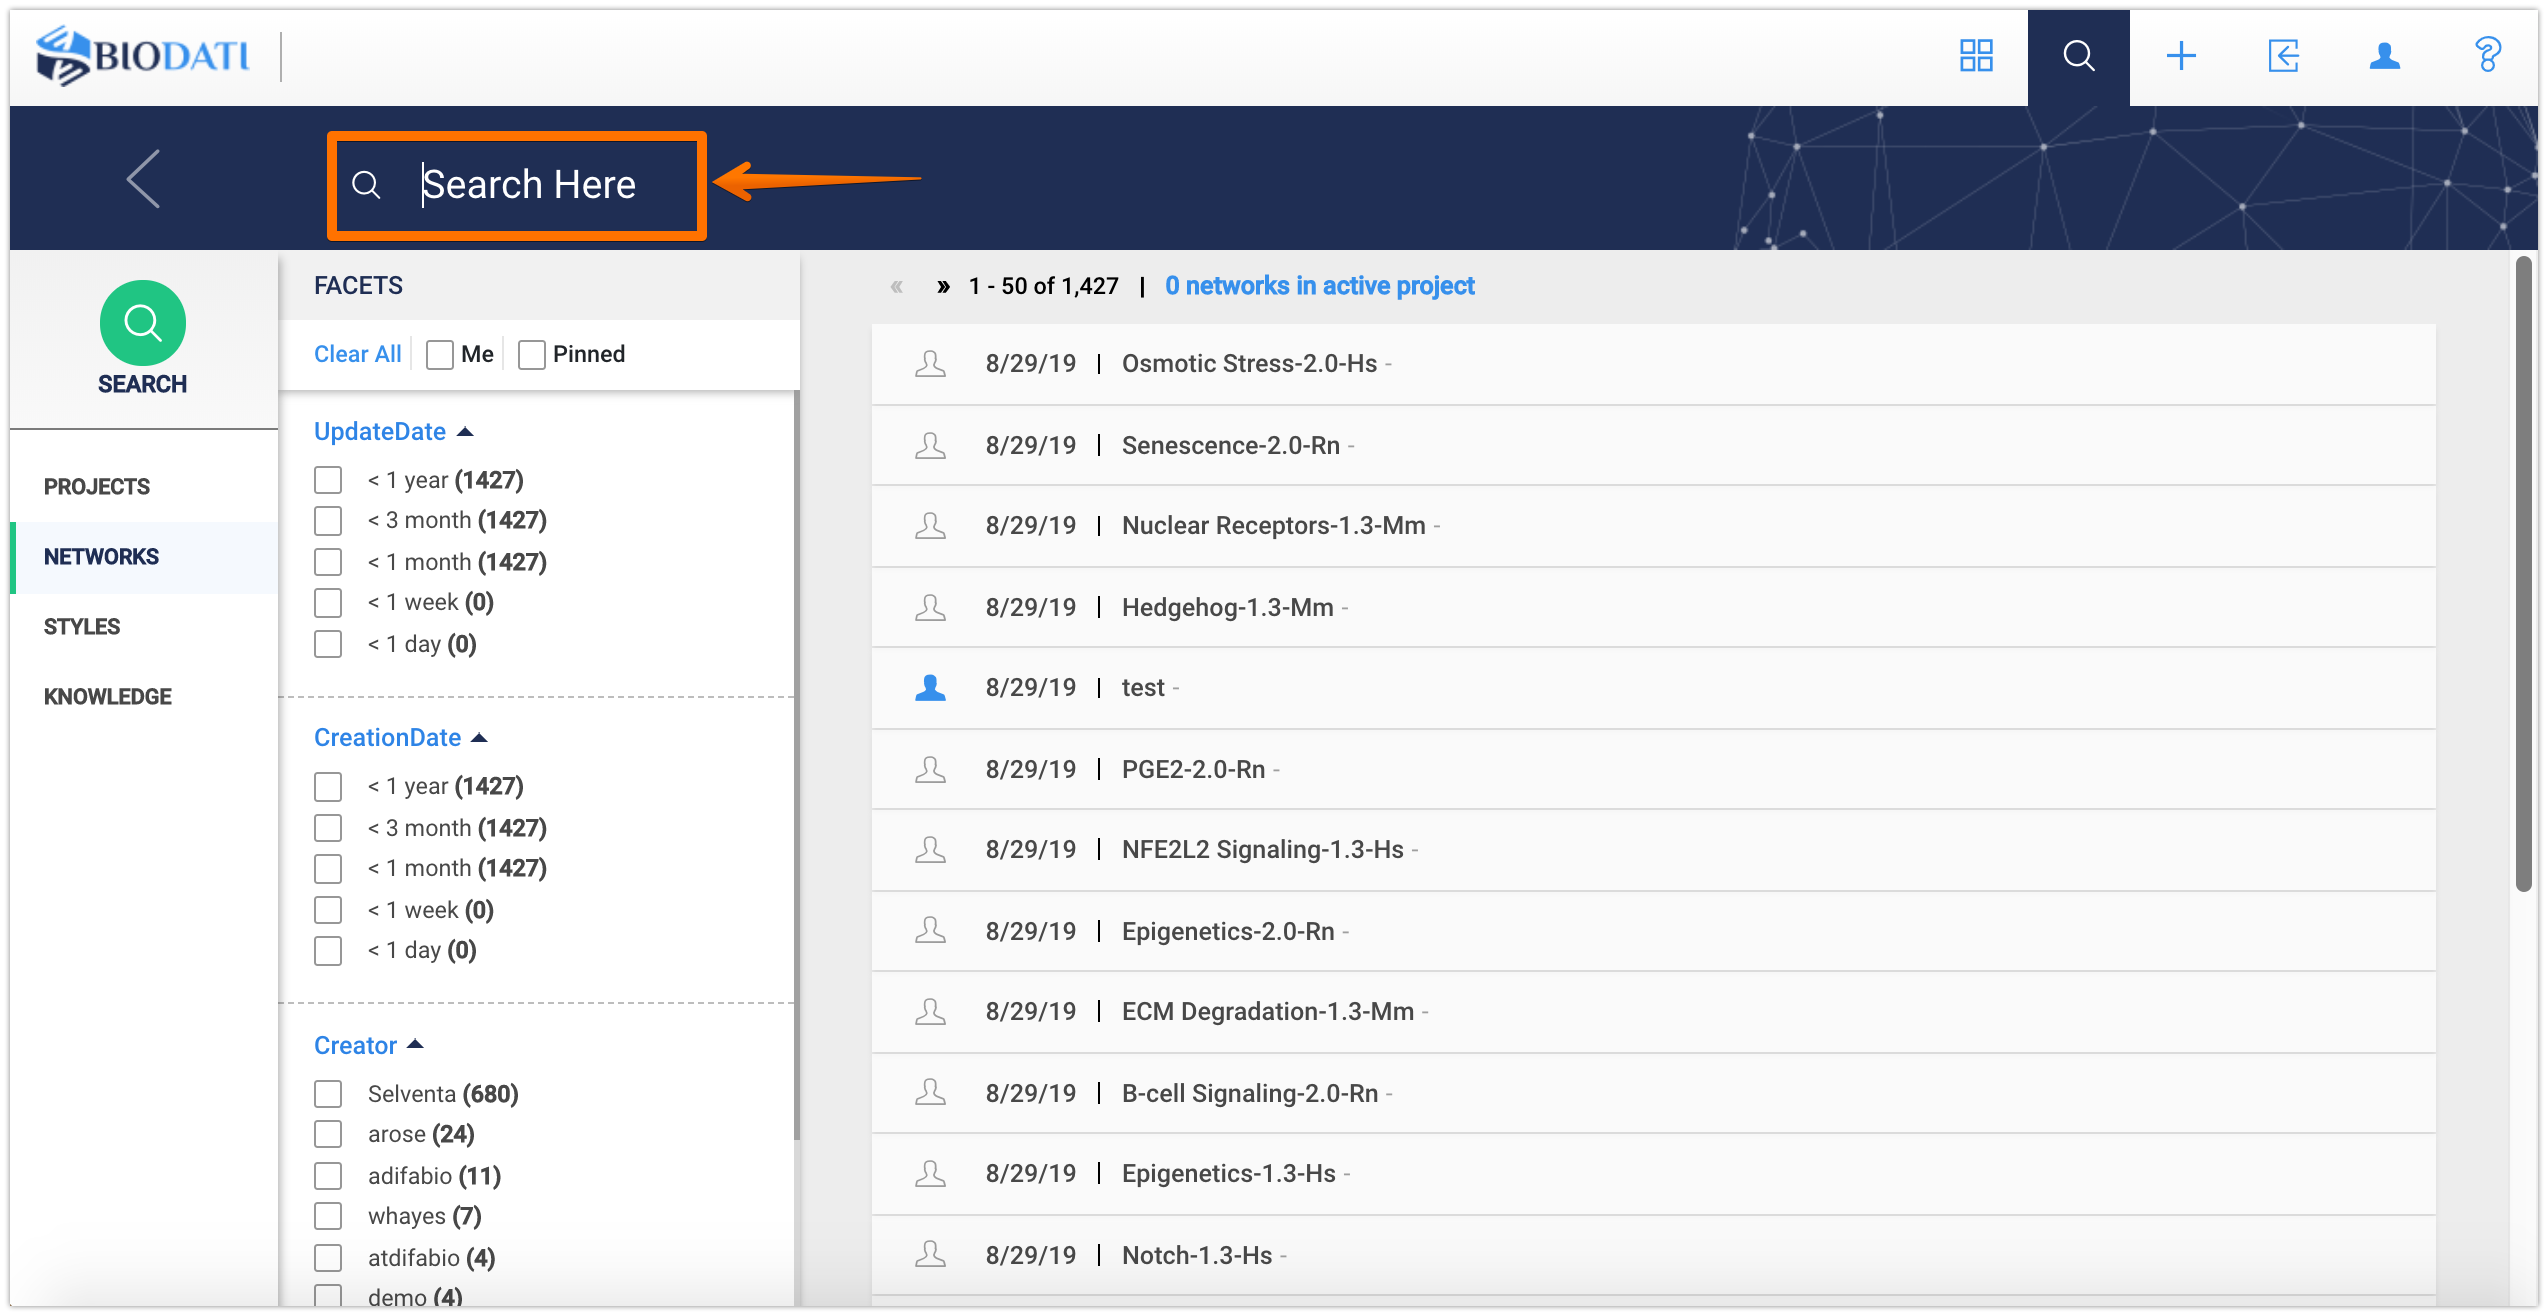 BIODATI
Search Here
SEARCH
PROJECTS
NETWORKS
STYLES
KNOWLEDGE
FACETS
Clear All Me Pinned
UpdateDate
< 1 year (1427)
< 3 month (1427)
< 1 month (1427)
< 1 week (0)
< 1 day (0)
CreationDate
< 1 year (1427)
< 3 month (1427)
< 1 month (1427)
< 1 week (0)
< 1 day (0)
Creator
Selventa (680)
arose (24)
adifabio (11)
whayes (7)
atdifabio (4)
demo (4)
« » 1 - 50 of 1,427 | 0 networks in active project
8/29/19 | Osmotic Stress-2.0-Hs -
8/29/19 | Senescence-2.0-Rn -
8/29/19 | Nuclear Receptors-1.3-Mm -
8/29/19 | Hedgehog-1.3-Mm -
8/29/19 | test -
8/29/19 | PGE2-2.0-Rn -
8/29/19 | NFE2L2 Signaling-1.3-Hs -
8/29/19 | Epigenetics-2.0-Rn -
8/29/19 | ECM Degradation-1.3-Mm -
8/29/19 | B-cell Signaling-2.0-Rn -
8/29/19 | Epigenetics-1.3-Hs -
8/29/19 | Notch-1.3-Hs -